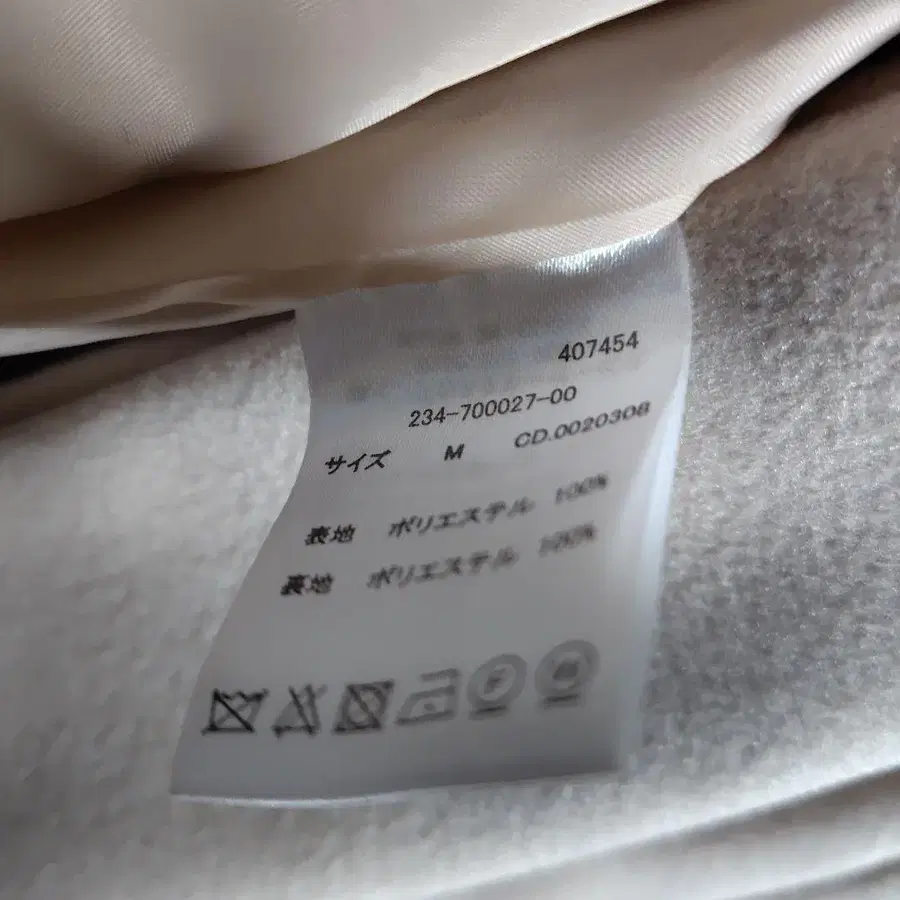 407454
234-700027-00
サイズ M CD.0020308
表地 ポリエステル 100%
裏地 ポリエステル 100%